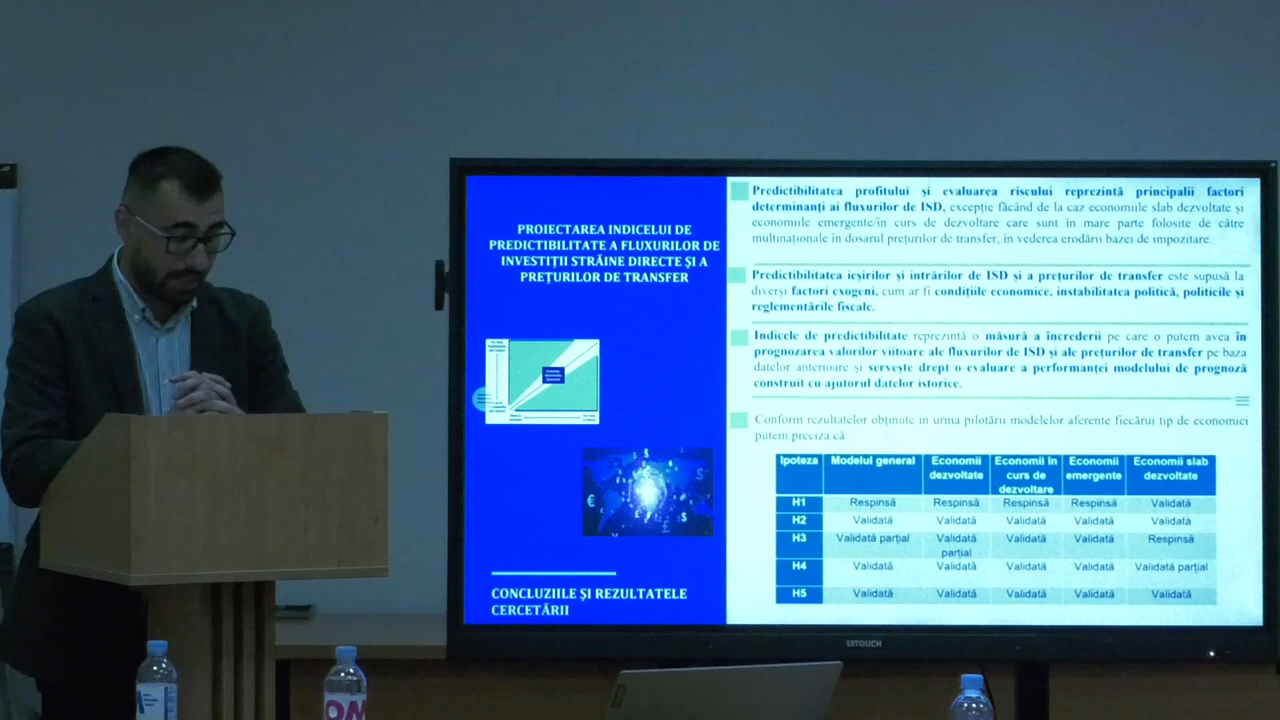 PROIECTAREA INDICELUI DE
PREDICTIBILITATE A FLUXURILOR DE
INVESTIȚII STRĂINE DIRECTE ȘI A
PREȚURILOR DE TRANSFER
CONCLUZIILE ȘI REZULTATELE
CERCETĂRII
Predictibilitatea profitului și evaluarea riscului reprezintă principalii factori
determinanți ai fluxurilor de ISD, excepție făcând de la caz economiile slab dezvoltate și
economiile emergente/în curs de dezvoltare care sunt în mare parte folosite de către
multinaționale în dosarul prețurilor de transfer, în vederea erodării bazei de impozitare.
Predictibilitatea ieșirilor și intrărilor de ISD și a prețurilor de transfer este supusă la
diverși factori exogeni, cum ar fi condițiile economice, instabilitatea politică, politicile și
reglementările fiscale.
Indicele de predictibilitate reprezintă o măsură a încrederii pe care o putem avea în
prognozarea valorilor viitoare ale fluxurilor de ISD și ale prețurilor de transfer pe baza
datelor anterioare și servește drept o evaluare a performanței modelului de prognoză
construit cu ajutorul datelor istorice.
Conform rezultatelor obținute în urma pilotării modelelor aferente fiecărui tip de economii
putem preciza că
Ipoteza Modelul general Economii dezvoltate Economii în curs de dezvoltare Economii emergente Economii slab dezvoltate
H1 Respinsă Respinsă Respinsă Respinsă Validată
H2 Validată Validată Validată Validată Validată
H3 Validată parțial Validată parțial Validată Validată Respinsă
H4 Validată Validată Validată Validată Validată parțial
H5 Validată Validată Validată Validată Validată
OM